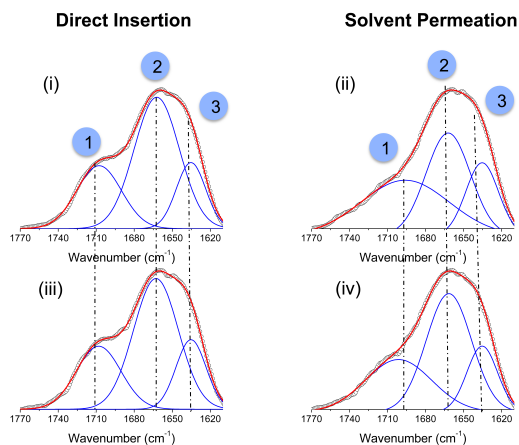 Direct Insertion
Solvent Permeation
(i)
2
3
1
1770 1740 1710 1680 1650 1620
Wavenumber (cm⁻¹)
(ii)
2
3
1
1770 1740 1710 1680 1650 1620
Wavenumber (cm⁻¹)
(iii)
1770 1740 1710 1680 1650 1620
Wavenumber (cm⁻¹)
(iv)
1770 1740 1710 1680 1650 1620
Wavenumber (cm⁻¹)